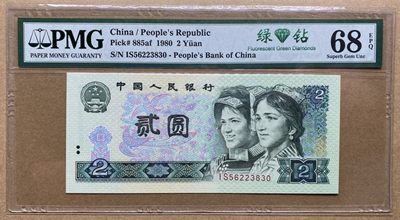 PMG
PAPER MONEY GUARANTY
China / People's Republic
Pick# 885af 1980 2 Yüan
S/N IS56223830 - People's Bank of China
绿 钻
Fluorescent Green Diamonds
68 EPQ
Superb Gem Unc
中国人民银行
2
贰圆
2
2
IS56223830